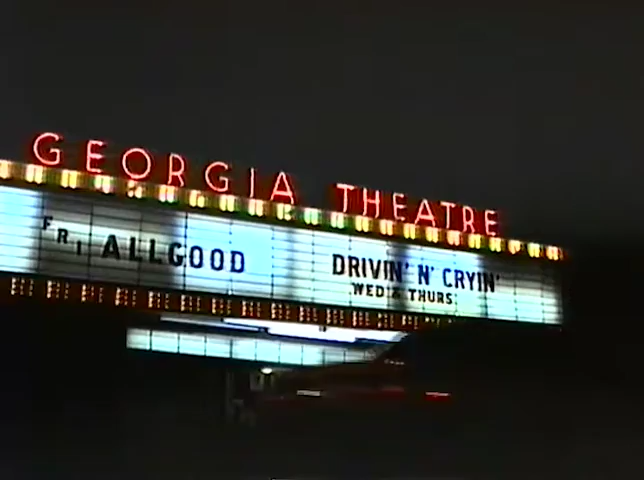 GEORGIA THEATRE
FRI ALLGOOD
DRIVIN' N' CRYIN'
WED & THURS